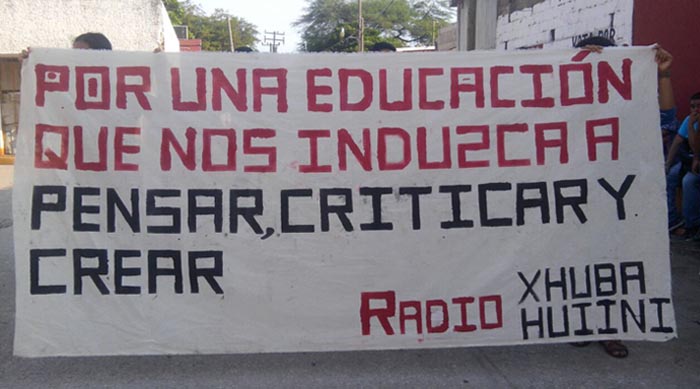 POR UNA EDUCACIÓN
QUE NOS INDUZCA A
PENSAR, CRITICAR Y
CREAR
RADIO XHUBA
HUIINI